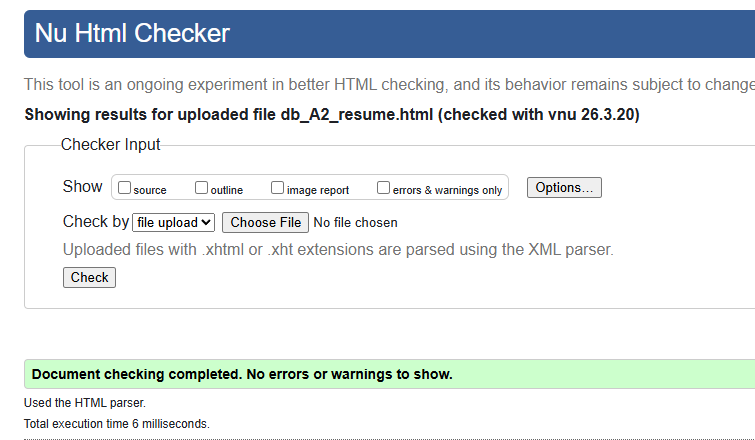 Nu Html Checker
This tool is an ongoing experiment in better HTML checking, and its behavior remains subject to change
Showing results for uploaded file db_A2_resume.html (checked with vnu 26.3.20)
Checker Input
Show source outline image report errors & warnings only Options...
Check by file upload Choose File No file chosen
Uploaded files with .xhtml or .xht extensions are parsed using the XML parser.
Check
Document checking completed. No errors or warnings to show.
Used the HTML parser.
Total execution time 6 milliseconds.